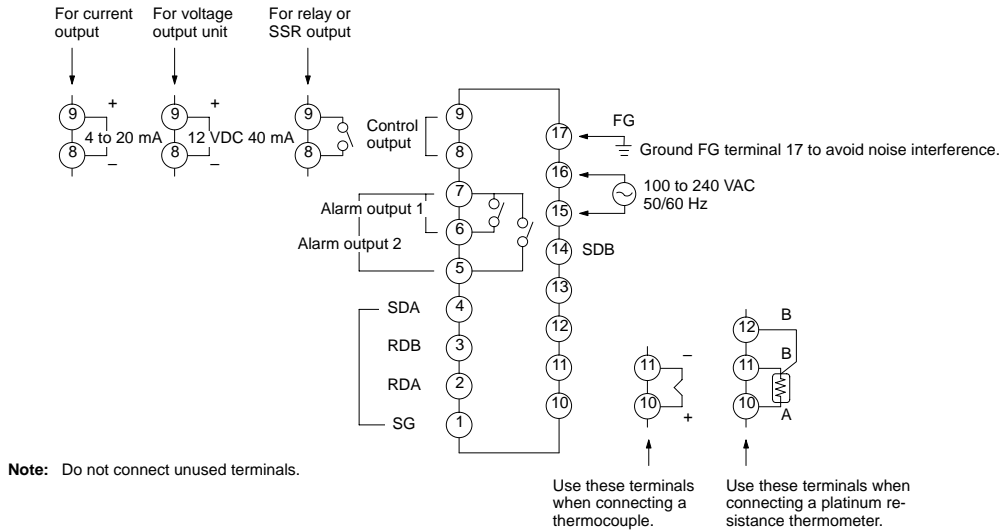 For current
output
For voltage
output unit
For relay or
SSR output
9
+
4 to 20 mA
8
–
9
+
12 VDC 40 mA
8
–
9
8
Control
output
9
8
7
Alarm output 1
6
Alarm output 2
5
SDA
4
RDB
3
RDA
2
SG
1
17
FG
Ground FG terminal 17 to avoid noise interference.
16
100 to 240 VAC
50/60 Hz
15
14
SDB
13
12
11
10
11
–
10
+
12
B
11
B
10
A
Note: Do not connect unused terminals.
Use these terminals
when connecting a
thermocouple.
Use these terminals when
connecting a platinum re-
sistance thermometer.